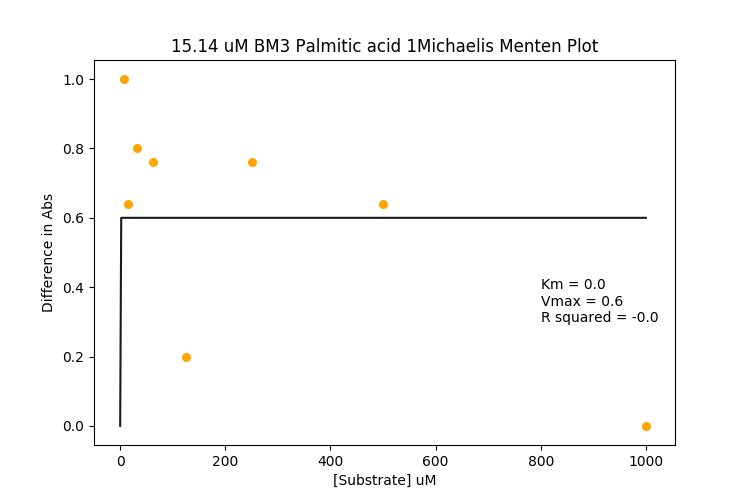 15.14 uM BM3 Palmitic acid 1Michaelis Menten Plot
1.0
0.8
0.6
0.4
0.2
0.0
Difference in Abs
Km = 0.0
Vmax = 0.6
R squared = -0.0
0 200 400 600 800 1000
[Substrate] uM